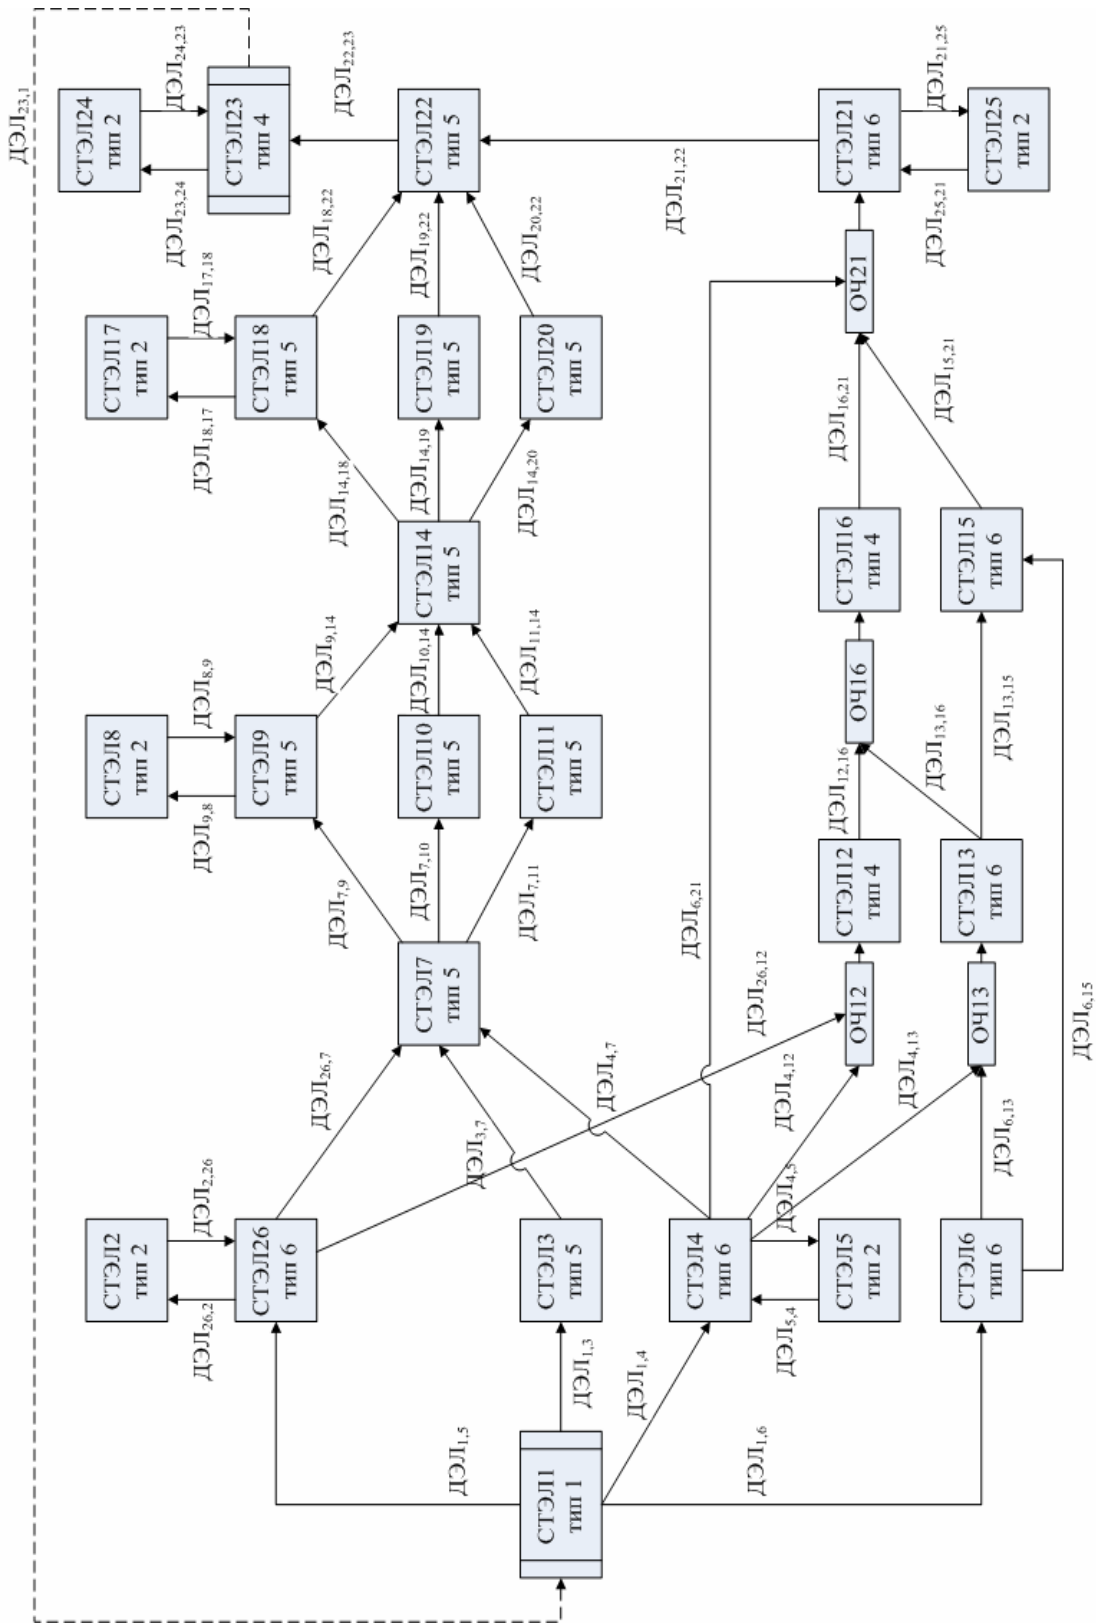 ДЭЛ23,1
СТЭЛ24
тип 2
ДЭЛ24,23
ДЭЛ23,24
СТЭЛ23
тип 4
ДЭЛ22,23
СТЭЛ22
тип 5
ДЭЛ21,22
СТЭЛ21
тип 6
ДЭЛ21,25
ДЭЛ25,21
СТЭЛ25
тип 2
ДЭЛ18,22
ДЭЛ19,22
ДЭЛ20,22
Оч21
СТЭЛ17
тип 2
ДЭЛ17,18
ДЭЛ18,17
СТЭЛ18
тип 5
СТЭЛ19
тип 5
СТЭЛ20
тип 5
ДЭЛ16,21
ДЭЛ15,21
ДЭЛ14,18
ДЭЛ14,19
ДЭЛ14,20
СТЭЛ14
тип 5
СТЭЛ16
тип 4
СТЭЛ15
тип 6
ДЭЛ9,14
ДЭЛ10,14
ДЭЛ11,14
Оч16
СТЭЛ8
тип 2
ДЭЛ8,9
ДЭЛ9,8
СТЭЛ9
тип 5
СТЭЛ10
тип 5
СТЭЛ11
тип 5
ДЭЛ12,16
ДЭЛ13,16
ДЭЛ13,15
ДЭЛ7,9
ДЭЛ7,10
ДЭЛ7,11
ДЭЛ6,21
СТЭЛ12
тип 4
СТЭЛ13
тип 6
СТЭЛ7
тип 5
ДЭЛ26,12
Оч12
Оч13
ДЭЛ6,15
ДЭЛ26,7
ДЭЛ3,7
ДЭЛ4,7
ДЭЛ4,12
ДЭЛ4,13
ДЭЛ6,13
СТЭЛ2
тип 2
ДЭЛ2,26
ДЭЛ26,2
СТЭЛ26
тип 6
СТЭЛ3
тип 5
СТЭЛ4
тип 6
ДЭЛ4,5
ДЭЛ5,4
СТЭЛ5
тип 2
СТЭЛ6
тип 6
ДЭЛ1,5
ДЭЛ1,3
ДЭЛ1,4
ДЭЛ1,6
СТЭЛ1
тип 1